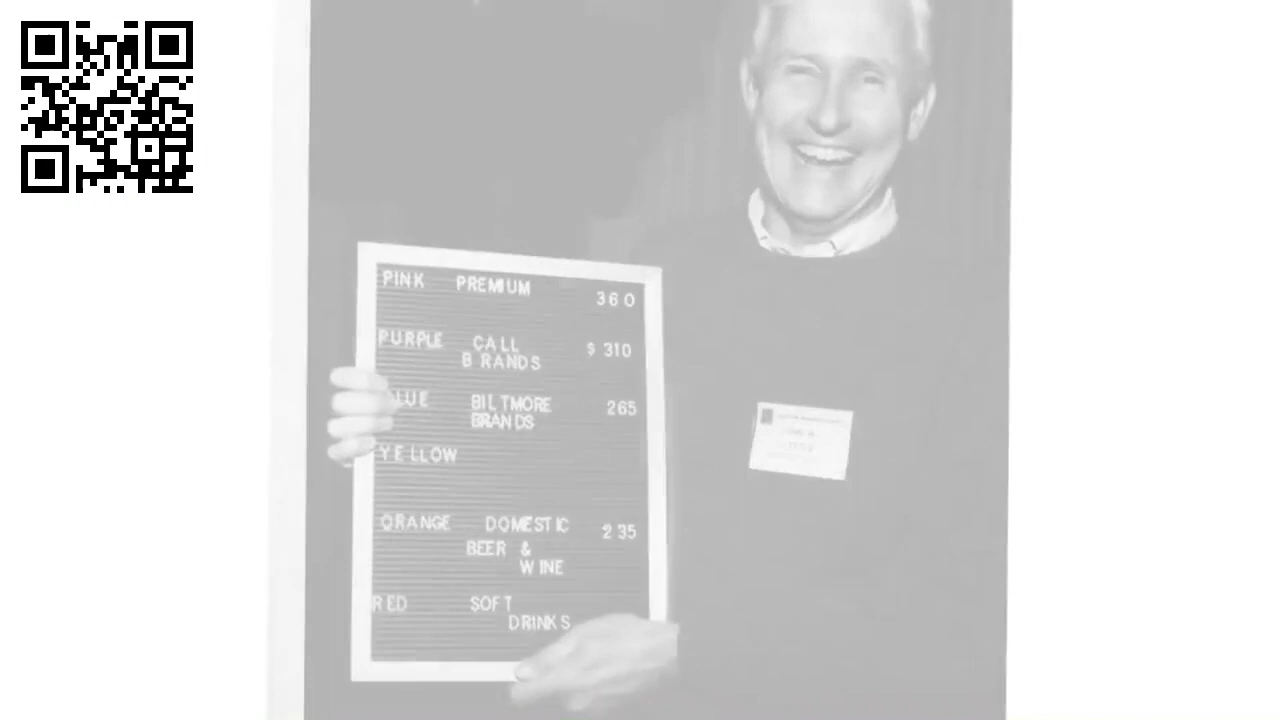 PINK PREMIUM 360
PURPLE CALL $ 310
BRANDS
BLUE BILTMORE 265
BRANDS
YELLOW
ORANGE DOMESTIC 235
BEER &
WINE
RED SOFT
DRINKS